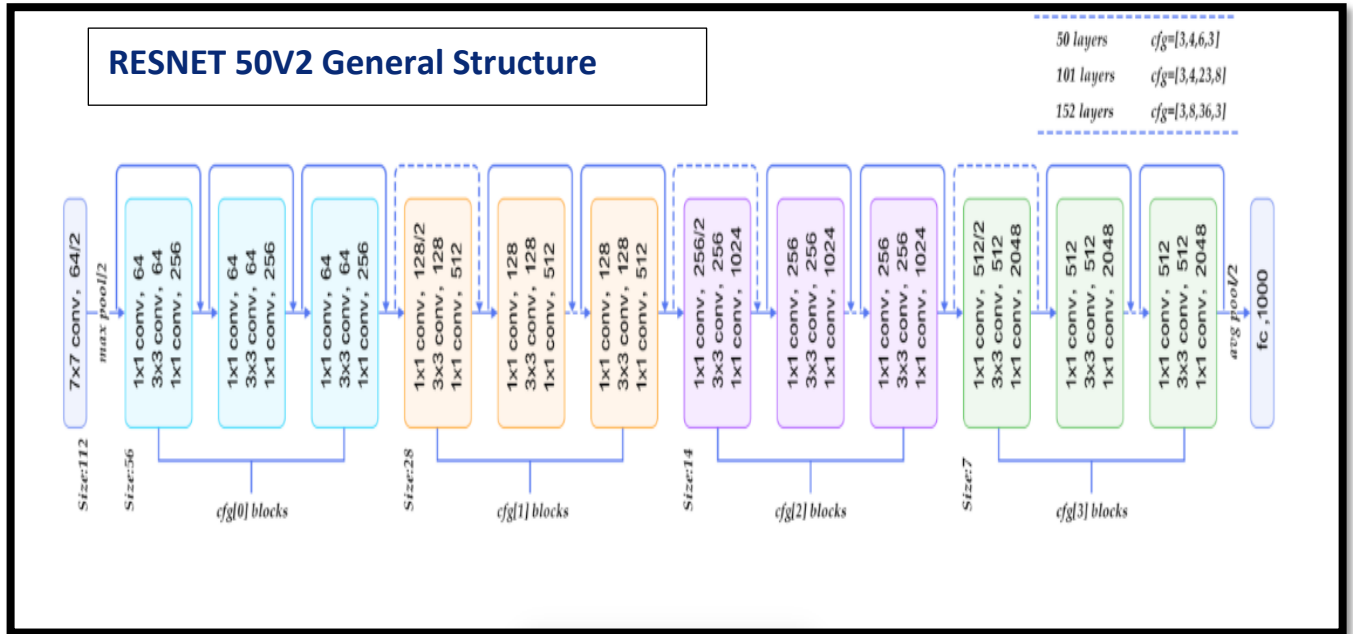 RESNET 50V2 General Structure
50 layers cfg=[3,4,6,3]
101 layers cfg=[3,4,23,8]
152 layers cfg=[3,8,36,3]
7x7 conv, 64/2
max pool/2
1x1 conv, 64
3x3 conv, 64
1x1 conv, 256
1x1 conv, 64
3x3 conv, 64
1x1 conv, 256
1x1 conv, 64
3x3 conv, 64
1x1 conv, 256
1x1 conv, 128/2
3x3 conv, 128
1x1 conv, 512
1x1 conv, 128
3x3 conv, 128
1x1 conv, 512
1x1 conv, 128
3x3 conv, 128
1x1 conv, 512
1x1 conv, 256/2
3x3 conv, 256
1x1 conv, 1024
1x1 conv, 256
3x3 conv, 256
1x1 conv, 1024
1x1 conv, 256
3x3 conv, 256
1x1 conv, 1024
1x1 conv, 512/2
3x3 conv, 512
1x1 conv, 2048
1x1 conv, 512
3x3 conv, 512
1x1 conv, 2048
1x1 conv, 512
3x3 conv, 512
1x1 conv, 2048
avg pool/2
fc ,1000
Size:112
Size:56
Size:28
Size:14
Size:7
cfg[0] blocks
cfg[1] blocks
cfg[2] blocks
cfg[3] blocks